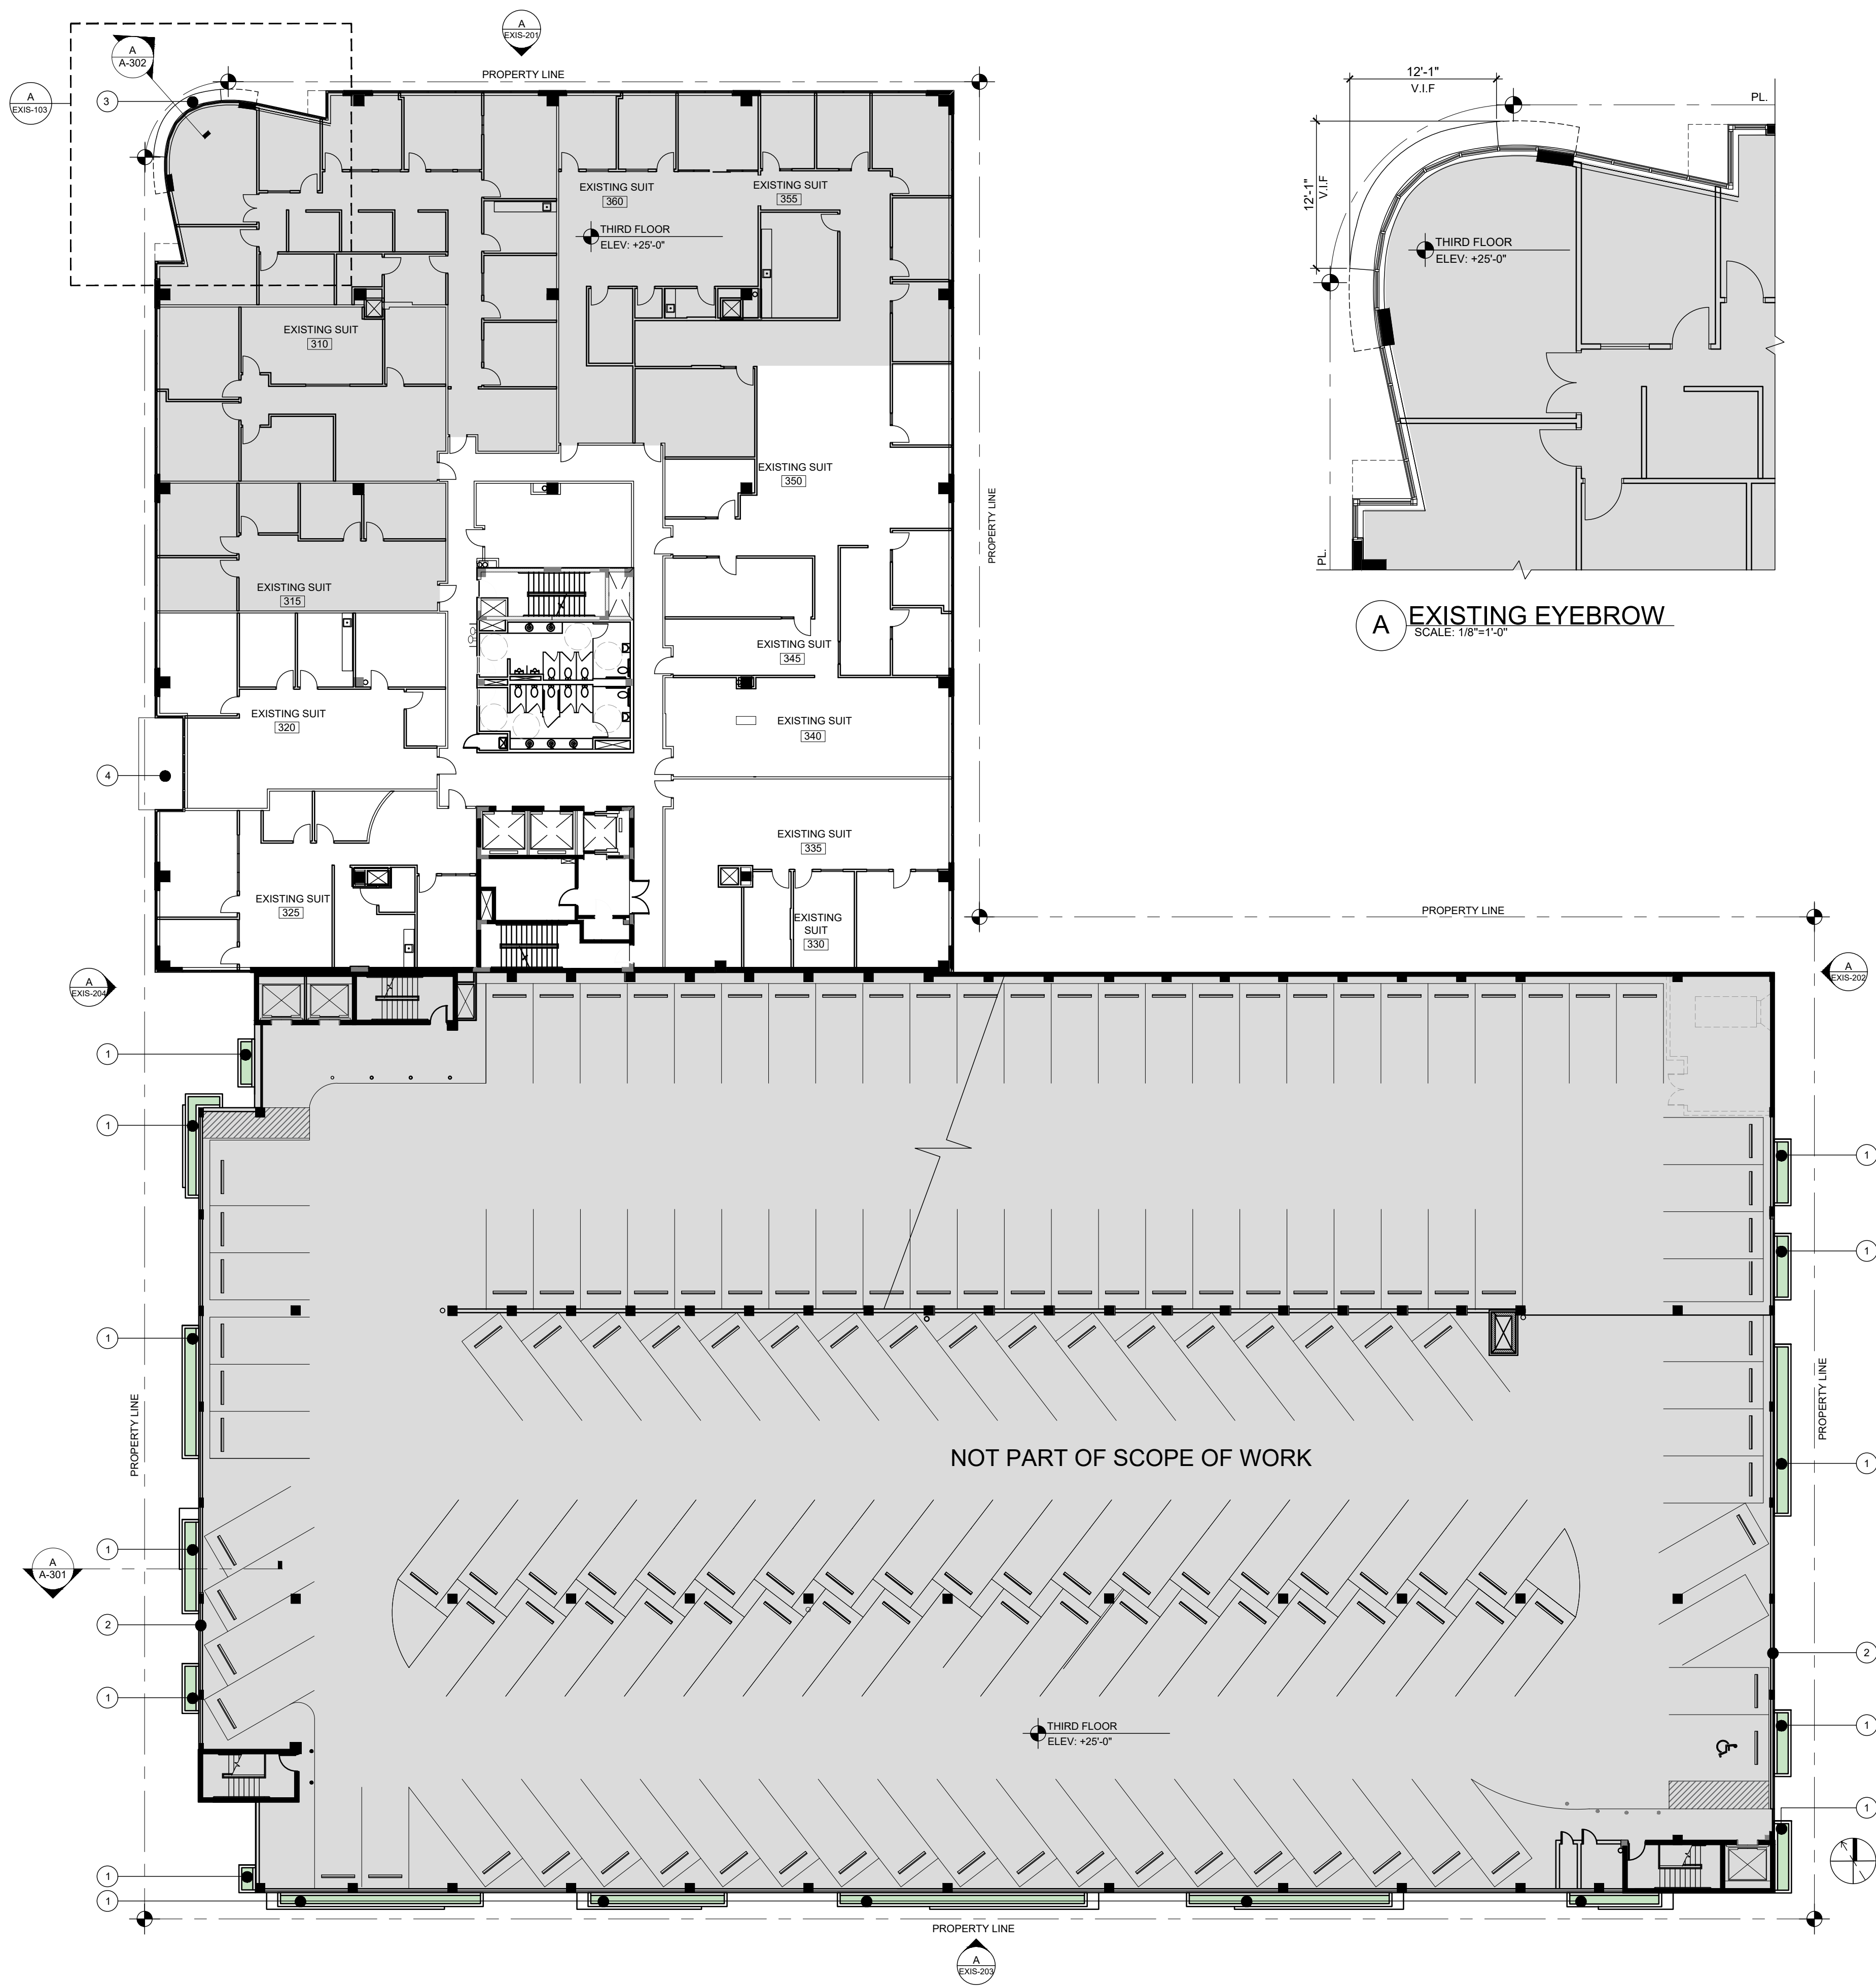 A
EXIS-201
A
A-302
PROPERTY LINE
A
EXIS-103
3
EXISTING SUIT
360
EXISTING SUIT
355
THIRD FLOOR
ELEV: +25'-0"
EXISTING SUIT
310
EXISTING SUIT
350
PROPERTY LINE
EXISTING SUIT
315
EXISTING SUIT
345
EXISTING SUIT
320
EXISTING SUIT
340
4
EXISTING SUIT
335
EXISTING SUIT
325
EXISTING
SUIT
330
12'-1"
V.I.F
PL.
12'-1"
V.I.F
THIRD FLOOR
ELEV: +25'-0"
PL.
A
EXISTING EYEBROW
SCALE: 1/8"=1'-0"
PROPERTY LINE
A
EXIS-204
A
EXIS-202
1
1
1
1
1
PROPERTY LINE
PROPERTY LINE
NOT PART OF SCOPE OF WORK
1
1
A
A-301
2
2
1
THIRD FLOOR
ELEV: +25'-0"
1
1
1
1
PROPERTY LINE
A
EXIS-203